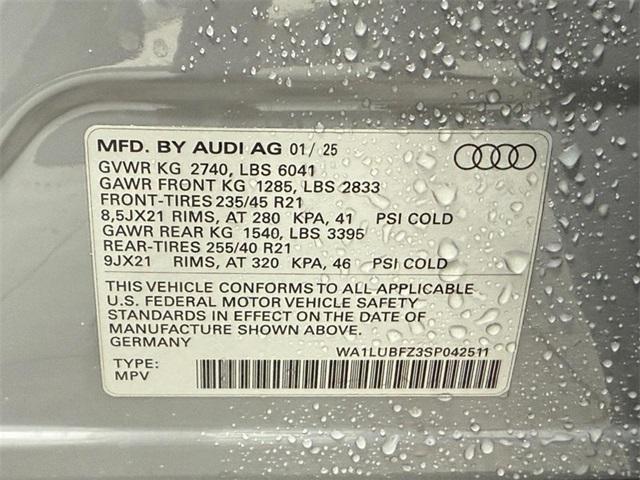 MFD. BY AUDI AG 01/ 25
GVWR KG 2740, LBS 6041
GAWR FRONT KG 1285, LBS 2833
FRONT-TIRES 235/45 R21
8,5JX21 RIMS, AT 280 KPA, 41 PSI COLD
GAWR REAR KG 1540, LBS 3395
REAR-TIRES 255/40 R21
9JX21 RIMS, AT 320 KPA, 46 PSI COLD
THIS VEHICLE CONFORMS TO ALL APPLICABLE
U.S. FEDERAL MOTOR VEHICLE SAFETY
STANDARDS IN EFFECT ON THE DATE OF
MANUFACTURE SHOWN ABOVE.
GERMANY
WA1LUBFZ3SP042511
TYPE:
MPV